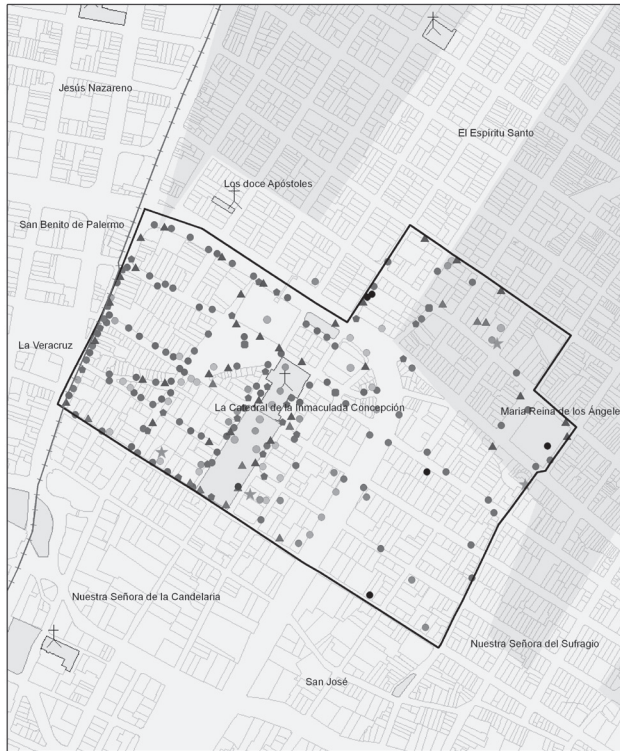 Jesús Nazareno
El Espíritu Santo
Los doce Apóstoles
San Benito de Palermo
La Veracruz
La Catedral de la Inmaculada Concepción
María Reina de los Ángele
Nuestra Señora de la Candelaria
Nuestra Señora del Sufragio
San José